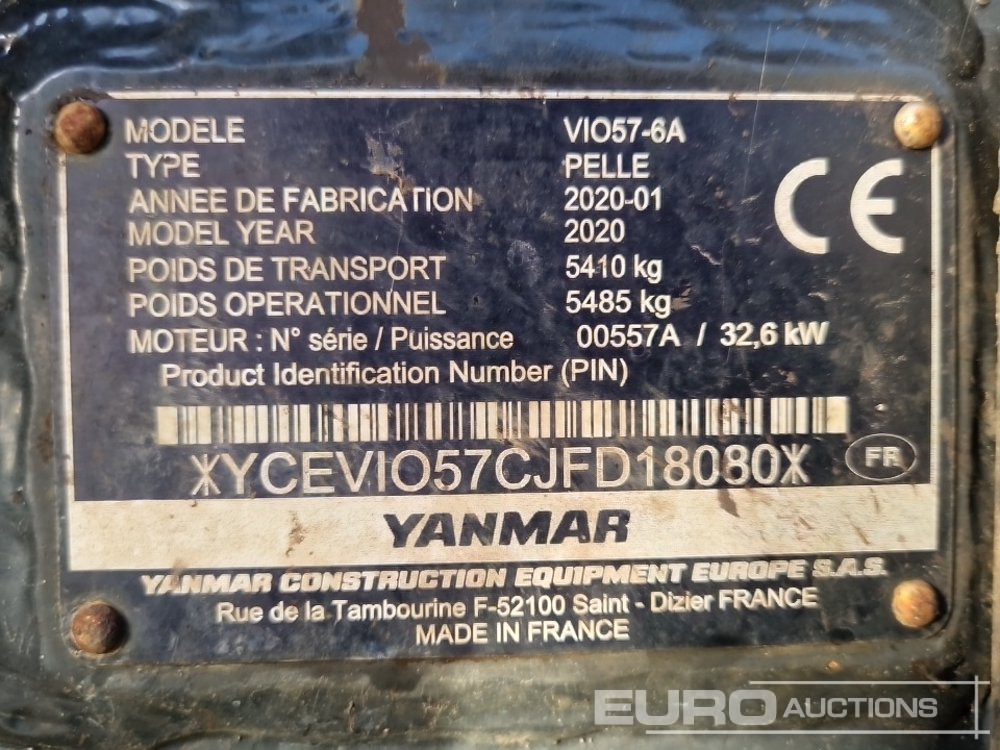 MODELE VIO57-6A
TYPE PELLE
ANNEE DE FABRICATION 2020-01
MODEL YEAR 2020
POIDS DE TRANSPORT 5410 kg
POIDS OPERATIONNEL 5485 kg
MOTEUR : N° série / Puissance 00557A / 32,6 kW
Product Identification Number (PIN)
CE
*YCEVIO57CJFD18080*
FR
YANMAR
YANMAR CONSTRUCTION EQUIPMENT EUROPE S.A.S.
Rue de la Tambourine F-52100 Saint - Dizier FRANCE
MADE IN FRANCE
EURO AUCTIONS